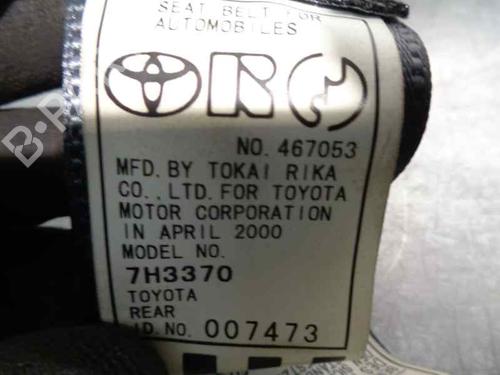 SEAT BELT FOR
AUTOMOBILES
NO. 467053
MFD. BY TOKAI RIKA
CO., LTD. FOR TOYOTA
MOTOR CORPORATION
IN APRIL 2000
MODEL NO.
7H3370
TOYOTA
REAR
I.D. NO. 007473
B-Parts